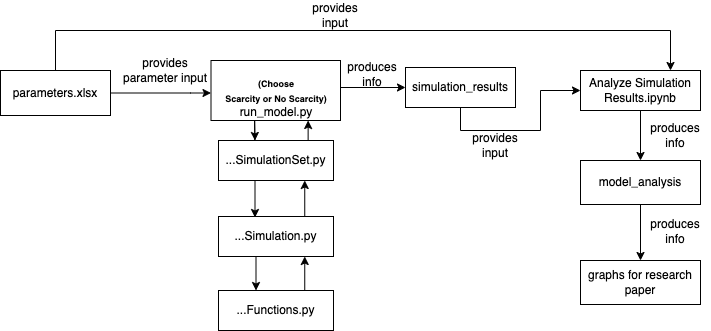 provides
input
provides
parameter input
parameters.xlsx
(Choose
Scarcity or No Scarcity)
run_model.py
produces
info
simulation_results
provides
input
Analyze Simulation
Results.ipynb
produces
info
...SimulationSet.py
model_analysis
...Simulation.py
produces
info
graphs for research
paper
...Functions.py